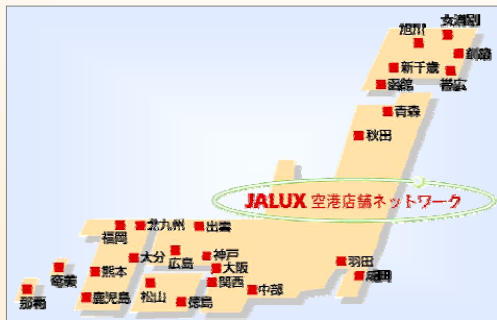 女満別
旭川
釧路
新千歳
帯広
函館
青森
秋田
JALUX 空港店舗ネットワーク
北九州
出雲
福岡
大分
広島
神戸
羽田
奄美
熊本
大阪
成田
関西
那覇
鹿児島
松山
徳島
中部